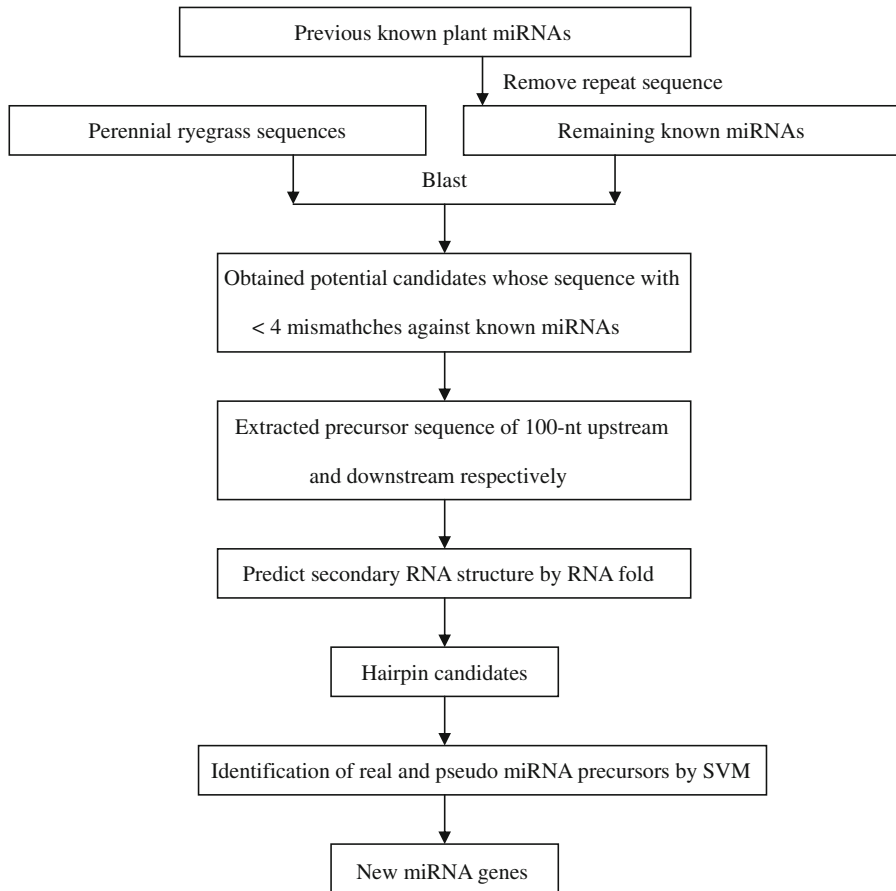 Previous known plant miRNAs
Remove repeat sequence
Perennial ryegrass sequences
Remaining known miRNAs
Blast
Obtained potential candidates whose sequence with
< 4 mismathches against known miRNAs
Extracted precursor sequence of 100-nt upstream
and downstream respectively
Predict secondary RNA structure by RNA fold
Hairpin candidates
Identification of real and pseudo miRNA precursors by SVM
New miRNA genes